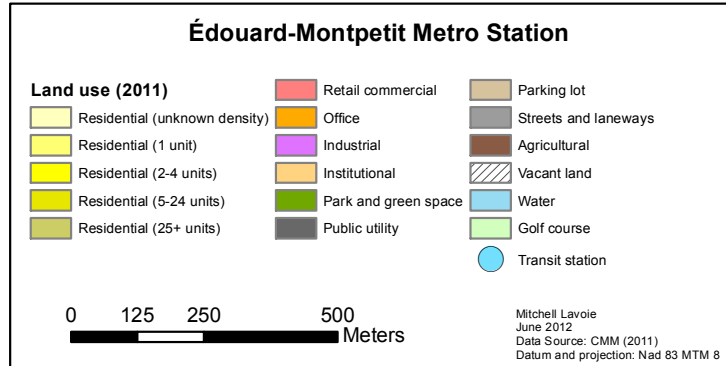 Édouard-Montpetit Metro Station
Land use (2011)
Residential (unknown density)
Residential (1 unit)
Residential (2-4 units)
Residential (5-24 units)
Residential (25+ units)
Retail commercial
Office
Industrial
Institutional
Park and green space
Public utility
Parking lot
Streets and laneways
Agricultural
Vacant land
Water
Golf course
Transit station
0 125 250 500
Meters
Mitchell Lavoie
June 2012
Data Source: CMM (2011)
Datum and projection: Nad 83 MTM 8